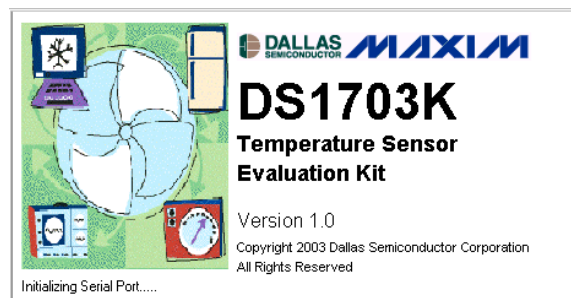 DALLAS SEMICONDUCTOR MAXIM
DS1703K
Temperature Sensor
Evaluation Kit
Version 1.0
Copyright 2003 Dallas Semiconductor Corporation
All Rights Reserved
Initializing Serial Port.....